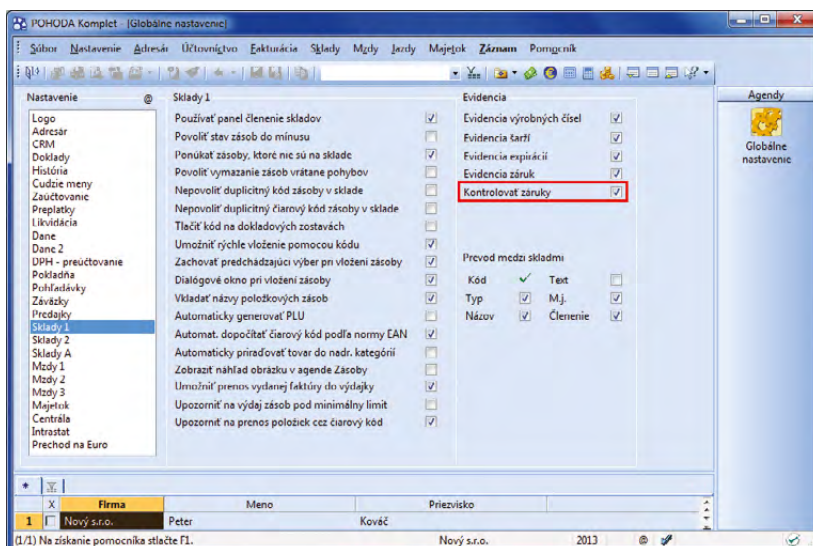 POHODA Komplet - [Globálne nastavenie]
Súbor Nastavenie Adresár Účtovníctvo Fakturácia Sklady Mzdy Jazdy Majetok Záznam Pomocník
Nastavenie @
Logo
Adresár
CRM
Doklady
História
Cudzie meny
Zaúčtovanie
Preplatky
Likvidácia
Dane
Dane 2
DPH - preúčtovanie
Pokladňa
Pohľadávky
Záväzky
Predajky
Sklady 1
Sklady 2
Sklady A
Mzdy 1
Mzdy 2
Mzdy 3
Majetok
Centrála
Intrastat
Prechod na Euro
Sklady 1
Používať panel členenie skladov
Povoliť stav zásob do mínusu
Ponúkať zásoby, ktoré nie sú na sklade
Povoliť vymazanie zásob vrátane pohybov
Nepovoliť duplicitný kód zásoby v sklade
Nepovoliť duplicitný čiarový kód zásoby v sklade
Tlačiť kód na dokladových zostavách
Umožniť rýchle vloženie pomocou kódu
Zachovať predchádzajúci výber pri vložení zásoby
Dialógové okno pri vložení zásoby
Vkladať názvy položkových zásob
Automaticky generovať PLU
Automat. dopočítať čiarový kód podľa normy EAN
Automaticky priraďovať tovar do nadr. kategórií
Zobraziť náhľad obrázku v agende Zásoby
Umožniť prenos vydanej faktúry do výdajky
Upozorniť na výdaj zásob pod minimálny limit
Upozorniť na prenos položiek cez čiarový kód
Evidencia
Evidencia výrobných čísel
Evidencia šarží
Evidencia expirácií
Evidencia záruk
Kontrolovať záruky
Prevod medzi skladmi
Kód Text
Typ M.j.
Názov Členenie
Agendy
Globálne
nastavenie
* X
X Firma Meno Priezvisko
1 Nový s.r.o. Peter Kováč
(1/1) Na získanie pomocníka stlačte F1. Nový s.r.o. 2013 @